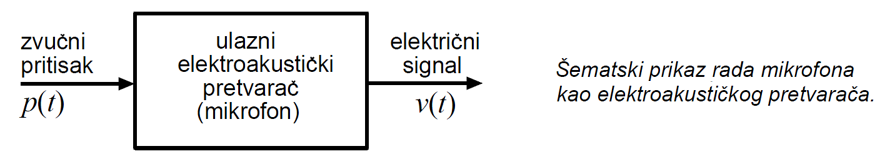 zvučni
pritisak
p(t)
ulazni
elektroakustički
pretvarač
(mikrofon)
električni
signal
v(t)
Šematski prikaz rada mikrofona
kao elektroakustičkog pretvarača.